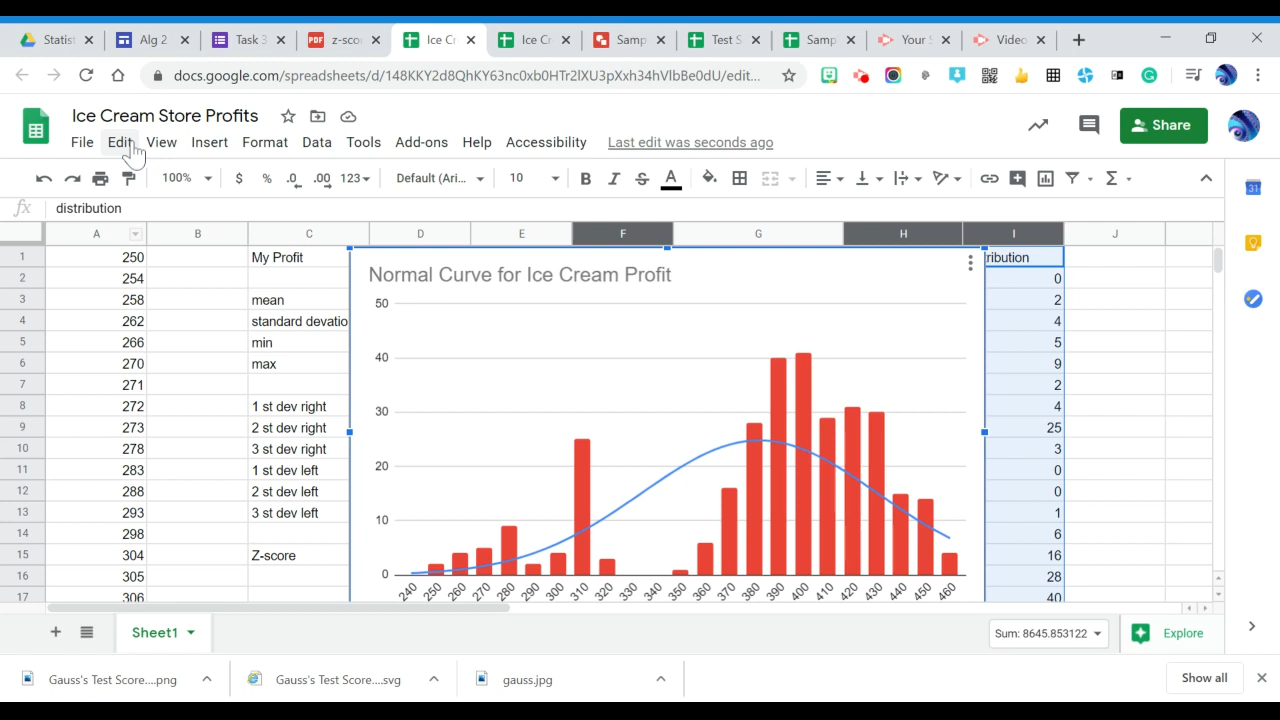 Statist
Alg 2
Task 3
PDF
z-sco
Ice Cr
Ice Cr
Samp
Test S
Samp
Your S
Video
docs.google.com/spreadsheets/d/148KKY2d8QhKY63ncxb0HTr2lXU3pXxh34hVlbBe0dU/edit...
Ice Cream Store Profits
File Edit View Insert Format Data Tools Add-ons Help Accessibility Last edit was seconds ago
Share
100% $ % .0 .00 123 Default (Ari... 10 B I S A
31
fx distribution
A B C D E F G H I J
1 250 My Profit tribution
2 254 0
3 258 mean 2
4 262 standard devatio 4
5 266 min 5
6 270 max 9
7 271 2
8 272 1 st dev right 4
9 273 2 st dev right 25
10 278 3 st dev right 3
11 283 1 st dev left 0
12 288 2 st dev left 0
13 293 3 st dev left 1
14 298 6
15 304 Z-score 16
16 305 28
17 306 40
Normal Curve for Ice Cream Profit
50
40
30
20
10
0
240 250 260 270 280 290 300 310 320 330 340 350 360 370 380 390 400 410 420 430 440 450 460
Sheet1
Sum: 8645.853122
Explore
Gauss's Test Score....png
Gauss's Test Score....svg
gauss.jpg
Show all